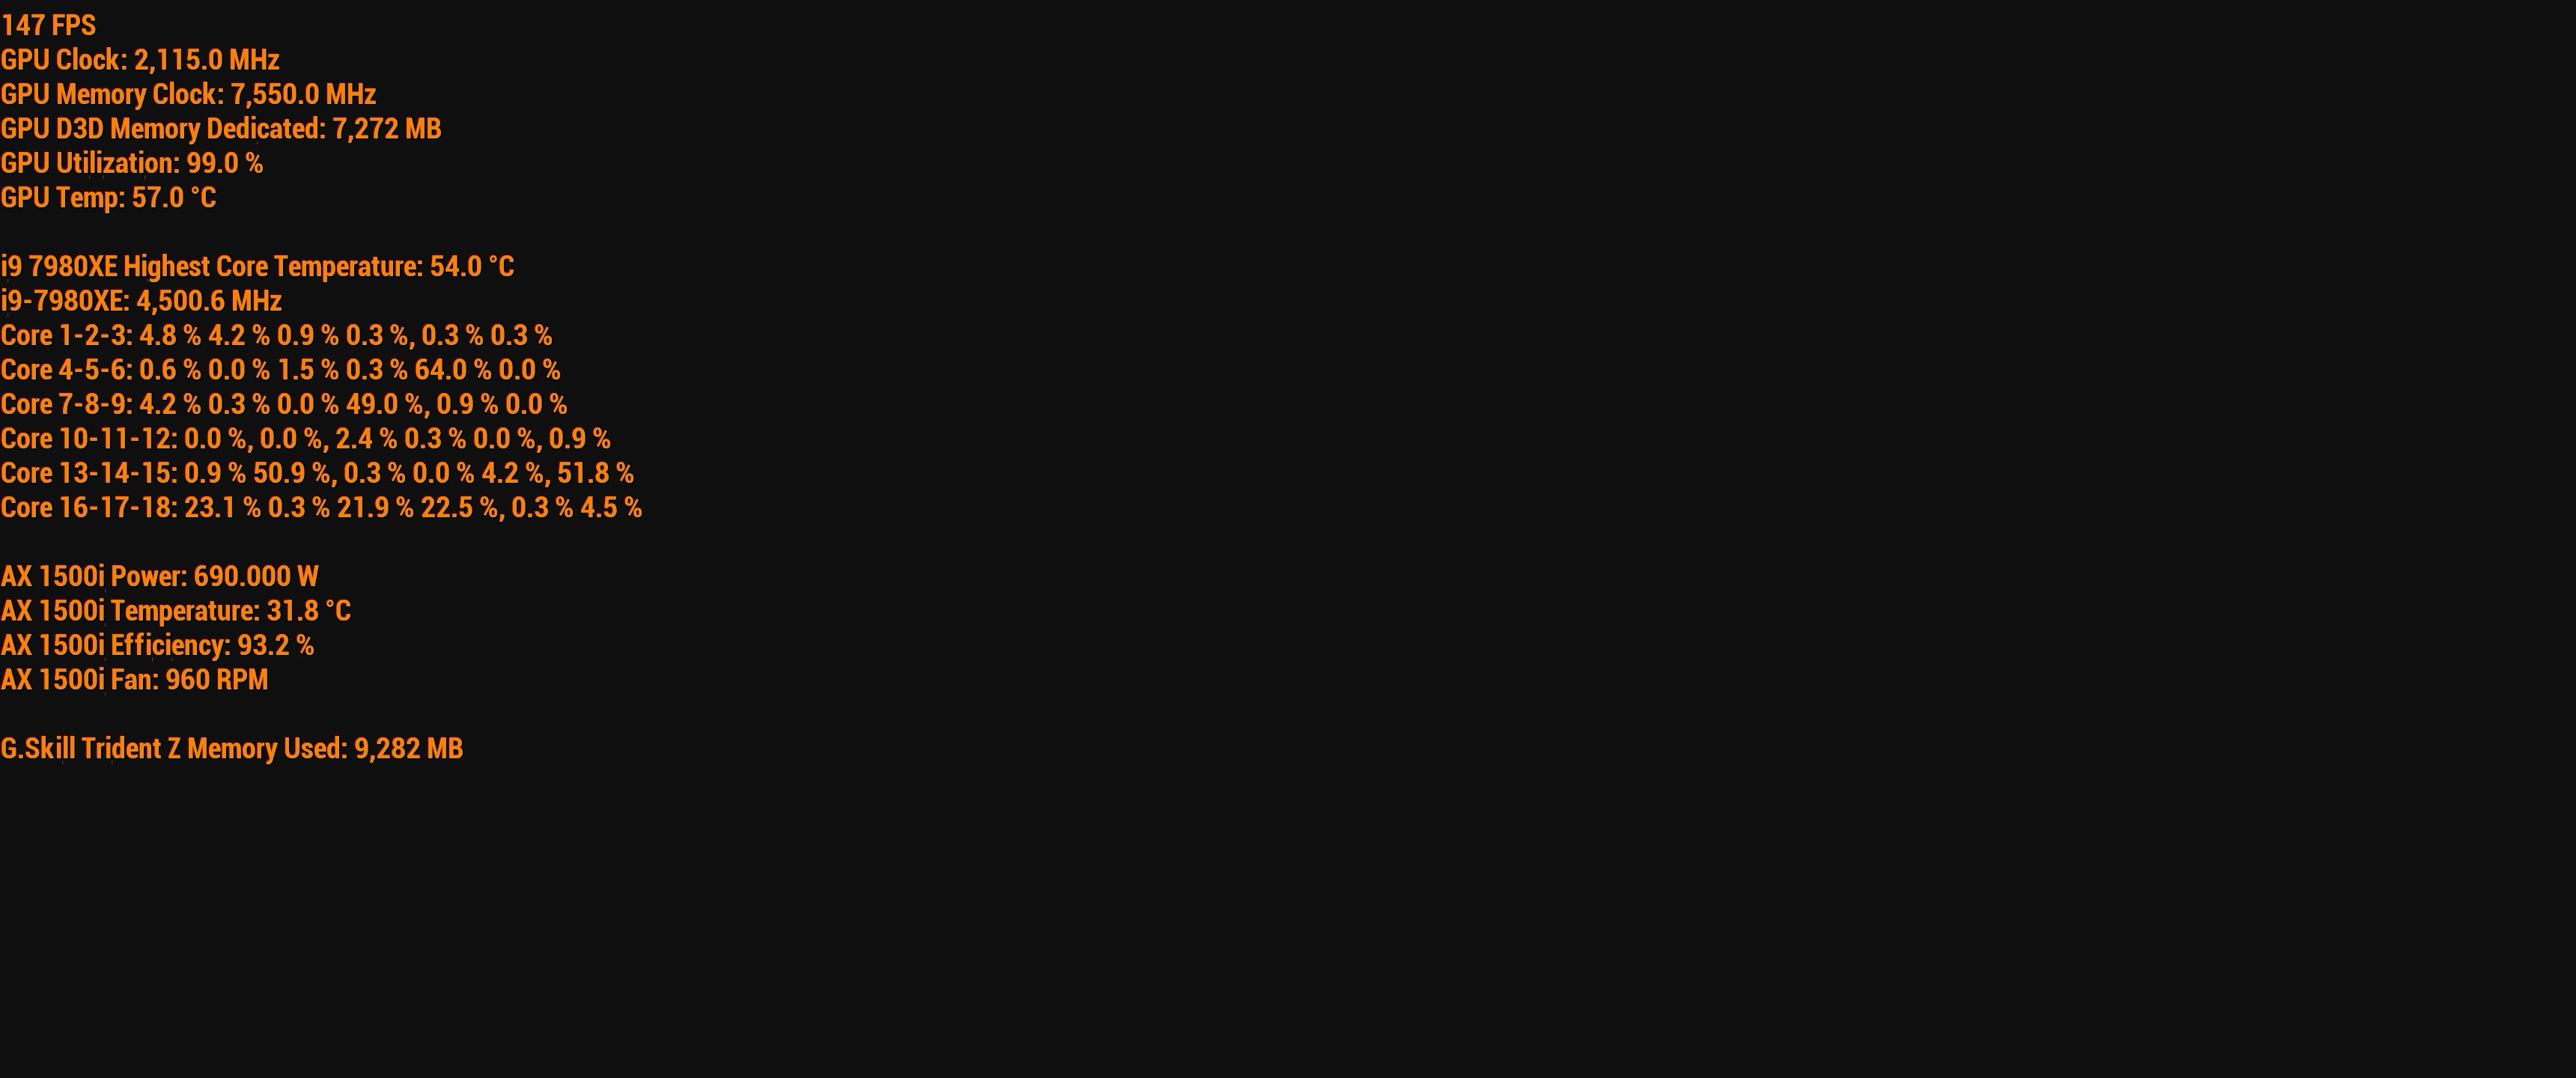 147 FPS
GPU Clock: 2,115.0 MHz
GPU Memory Clock: 7,550.0 MHz
GPU D3D Memory Dedicated: 7,272 MB
GPU Utilization: 99.0 %
GPU Temp: 57.0 °C
i9 7980XE Highest Core Temperature: 54.0 °C
i9-7980XE: 4,500.6 MHz
Core 1-2-3: 4.8 % 4.2 % 0.9 % 0.3 %, 0.3 % 0.3 %
Core 4-5-6: 0.6 % 0.0 % 1.5 % 0.3 % 64.0 % 0.0 %
Core 7-8-9: 4.2 % 0.3 % 0.0 % 49.0 %, 0.9 % 0.0 %
Core 10-11-12: 0.0 %, 0.0 %, 2.4 % 0.3 % 0.0 %, 0.9 %
Core 13-14-15: 0.9 % 50.9 %, 0.3 % 0.0 % 4.2 %, 51.8 %
Core 16-17-18: 23.1 % 0.3 % 21.9 % 22.5 %, 0.3 % 4.5 %
AX 1500i Power: 690.000 W
AX 1500i Temperature: 31.8 °C
AX 1500i Efficiency: 93.2 %
AX 1500i Fan: 960 RPM
G.Skill Trident Z Memory Used: 9,282 MB